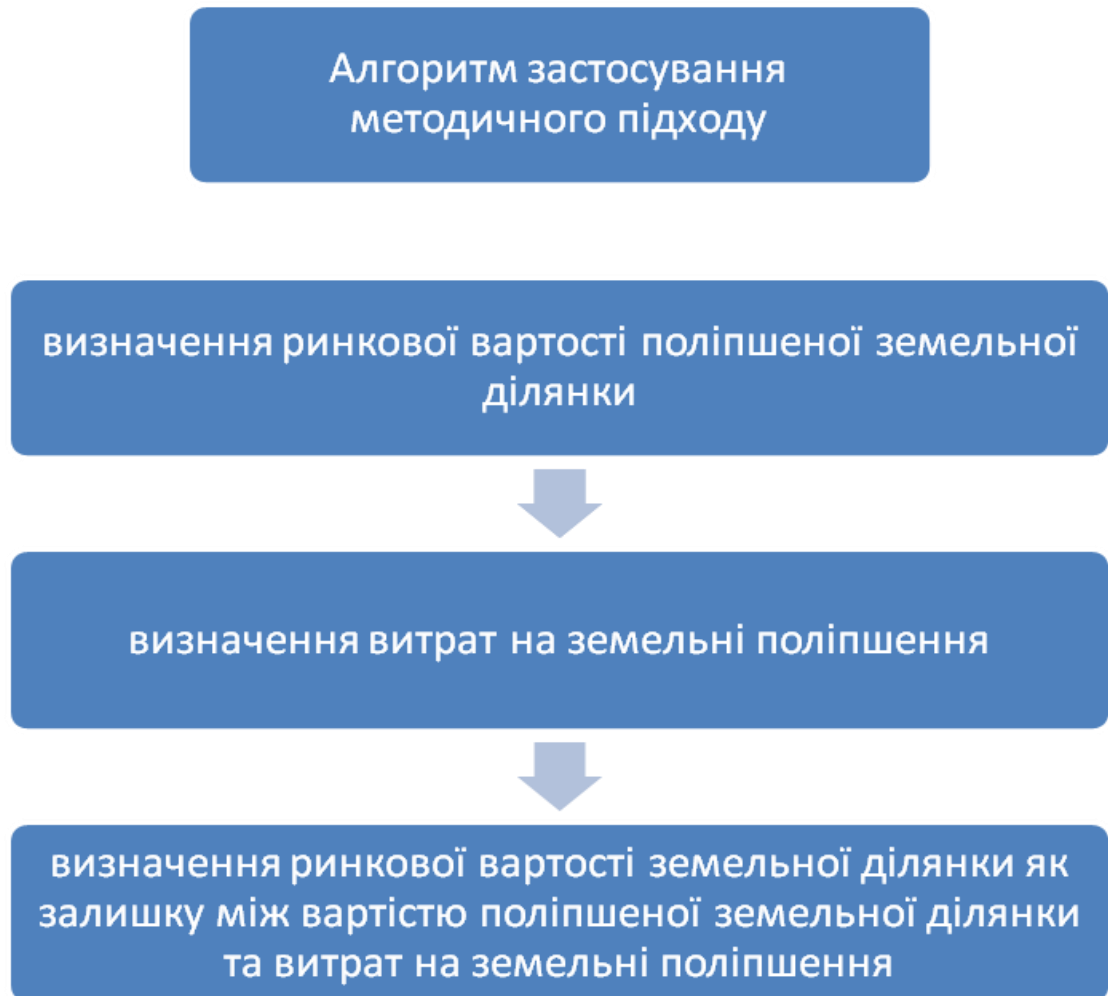 Алгоритм застосування
методичного підходу
визначення ринкової вартості поліпшеної земельної
ділянки
визначення витрат на земельні поліпшення
визначення ринкової вартості земельної ділянки як
залишку між вартістю поліпшеної земельної ділянки
та витрат на земельні поліпшення